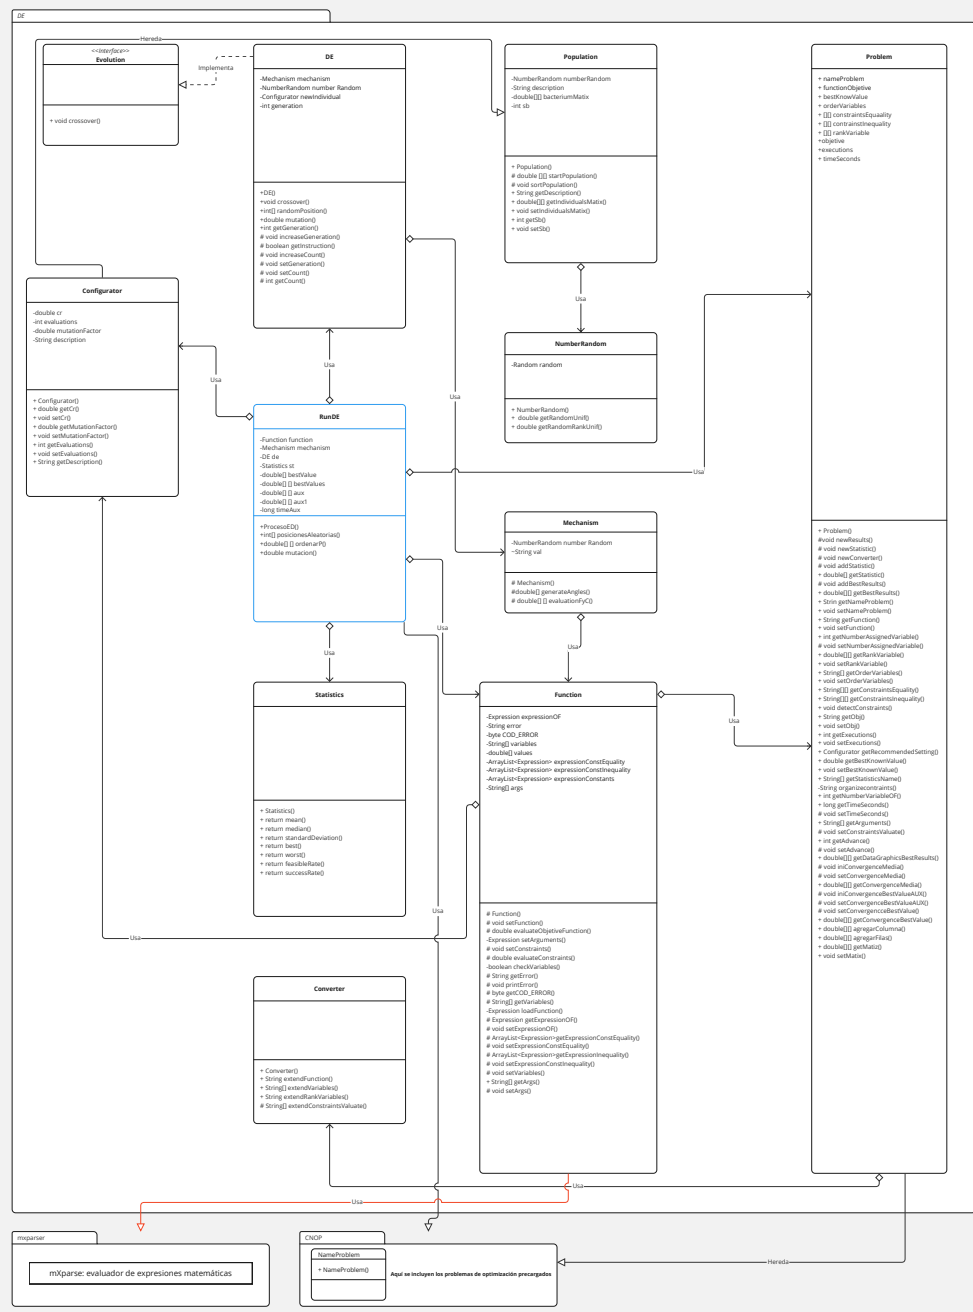 DE
Hereda
<<Interface>>
Evolution
+ void crossover()
Implementa
DE
-Mechanism mechanism
-NumberRandom number Random
-Configurator newIndividual
-int generation
+DE()
+void crossover()
+int[] randomPosition()
+double mutation()
+int getGeneration()
# void increaseGeneration()
# boolean getInstruction()
# void increaseCount()
# void setGeneration()
# void setCount()
# int getCount()
Population
-NumberRandom numberRandom
-String description
-double[][] bacteriumMatix
-int sb
+ Population()
# double [][] startPopulation()
# void sortPopulation()
+ String getDescription()
+ double[][] getIndividualsMatix()
+ void setIndividualsMatix()
+ int getSb()
+ void setSb()
Problem
+ nameProblem
+ functionObjetive
+ bestKnowValue
+ orderVariables
+ [][] constraintsEquaality
+ [][] contrainstInequality
+ [][] rankVariable
+objetive
+executions
+ timeSeconds
+ Problem()
#void newResults()
# void newStatistic()
# void newConverter()
# void addStatistic()
+ double[] getStatistic()
# void addBestResults()
+ double[][] getBestResults()
+ Strin getNameProblem()
+ void setNameProblem()
+ String getFunction()
+ void setFunction()
+ int getNumberAssignedVariable()
# void setNumberAssignedVariable()
+ double[][] getRankVariable()
+ void setRankVariable()
+ String[] getOrderVariables()
+ void setOrderVariables()
+ String[][] getConstraintsEquality()
+ String[][] getConstraintsInequality()
+ void detectConstraints()
+ String getObj()
+ void setObj()
+ int getExecutions()
+ void setExecutions()
+ Configurator getRecommendedSetting()
+ double getBestKnownValue()
+ void setBestKnownValue()
+ String[] getStatisticsName()
-String organizecontraints()
+ int getNumberVariableOF()
+ long getTimeSeconds()
# void setTimeSeconds()
+ String[] getArguments()
# void setConstraintsValuate()
+ int getAdvance()
# void setAdvance()
+ double[][] getDataGraphicsBestResults()
# void iniConvergenceMedia()
# void setConvergenceMedia()
+ double[][] getConvergenceMedia()
# void iniConvergenceBestValueAUX()
# void setConvergenceBestValueAUX()
# void setConvergencceBestValue()
+ double[][] getConvergenceBestValue()
+ double[][] agregarColumna()
+ double[][] agregarFilas()
+ double[][] getMatiz()
+ void setMatix()
Configurator
-double cr
-int evaluations
-double mutationFactor
-String description
+ Configurator()
+ double getCr()
+ void setCr()
+ double getMutationFactor()
+ void setMutationFactor()
+ int getEvaluations()
+ void setEvaluations()
+ String getDescription()
Usa
Usa
Usa
Usa
NumberRandom
-Random random
+ NumberRandom()
+  double getRandomUnif()
+ double getRandomRankUnif()
RunDE
-Function function
-Mechanism mechanism
-DE de
-Statistics st
-double[] bestValue
-double[] [] bestValues
-double[] [] aux
-double[] [] aux1
-long timeAux
+ProcesoED()
+int[] posicionesAleatorias()
+double[] [] ordenarP()
+double mutacion()
Usa
Mechanism
-NumberRandom number Random
~String val
# Mechanism()
#double[] generateAngles()
# double[] [] evaluationFyC()
Usa
Usa
Usa
Statistics
+ Statistics()
+ return mean()
+ return median()
+ return standardDeviation()
+ return best()
+ return worst()
+ return feasibleRate()
+ return successRate()
Function
-Expression expressionOF
-String error
-byte COD_ERROR
-String[] variables
-double[] values
-ArrayList<Expression> expressionConstEquality
-ArrayList<Expression> expressionConstInequality
-ArrayList<Expression> expressionConstants
-String[] args
# Function()
# void setFunction()
# double evaluateObjetiveFunction()
-Expression setArguments()
# void setConstraints()
# double evaluateConstraints()
-boolean checkVariables()
# String getError()
# void printError()
# byte getCOD_ERROR()
# String[] getVariables()
-Expression loadFunction()
# Expression getExpressionOF()
# void setExpressionOF()
# ArrayList<Expression>getExpressionConstEquality()
# void setExpressionConstEquality()
# ArrayList<Expression>getExpressionInequality()
# void setExpressionConstInequality()
# void setVariables()
+ String[] getArgs()
# void setArgs()
Usa
Usa
Usa
Converter
+ Converter()
+ String extendFunction()
+ String[] extendVariables()
+ String extendRankVariables()
# String[] extendConstraintsValuate()
Usa
Usa
mxparser
mXparse: evaluador de expresiones matemáticas
CNOP
NameProblem
+ NameProblem()
Aquí se incluyen los problemas de optimización precargados
Hereda